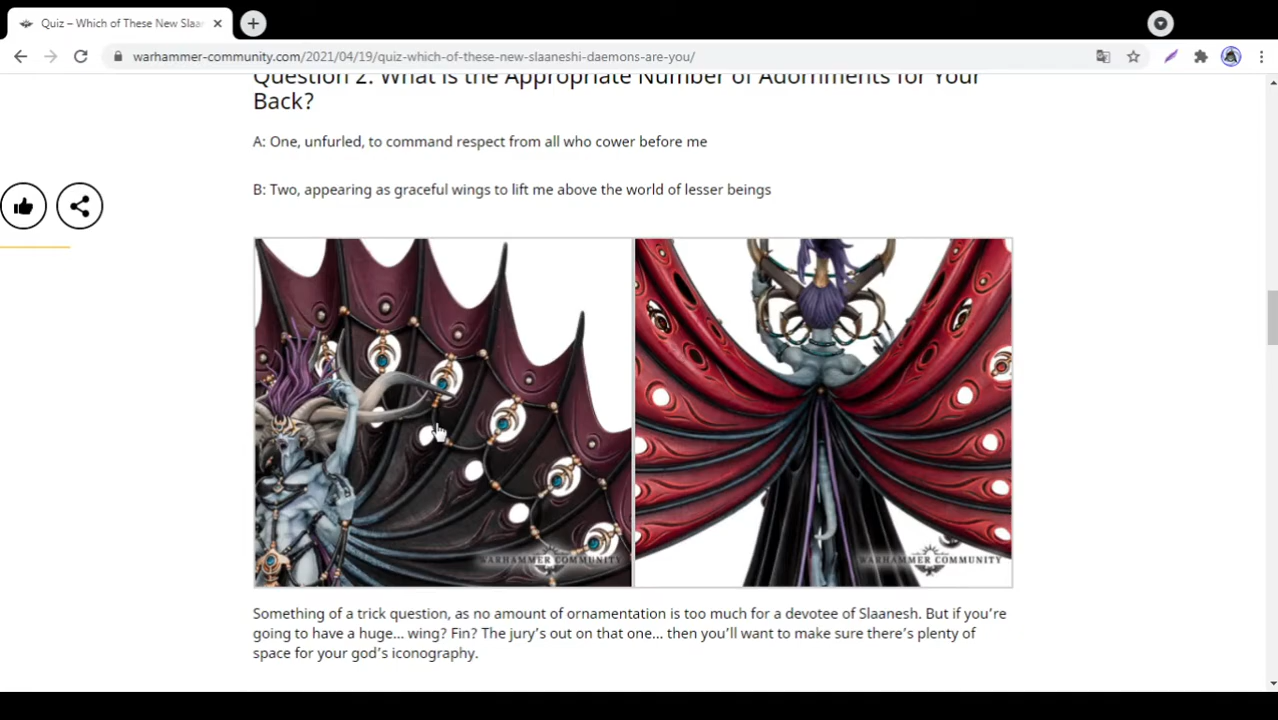 Quiz – Which of These New Slaa
warhammer-community.com/2021/04/19/quiz-which-of-these-new-slaaneshi-daemons-are-you/
Question 2: What is the Appropriate Number of Adornments for Your
Back?
A: One, unfurled, to command respect from all who cower before me
B: Two, appearing as graceful wings to lift me above the world of lesser beings
WARHAMMER COMMUNITY
WARHAMMER COMMUNITY
Something of a trick question, as no amount of ornamentation is too much for a devotee of Slaanesh. But if you’re
going to have a huge… wing? Fin? The jury’s out on that one… then you’ll want to make sure there’s plenty of
space for your god’s iconography.